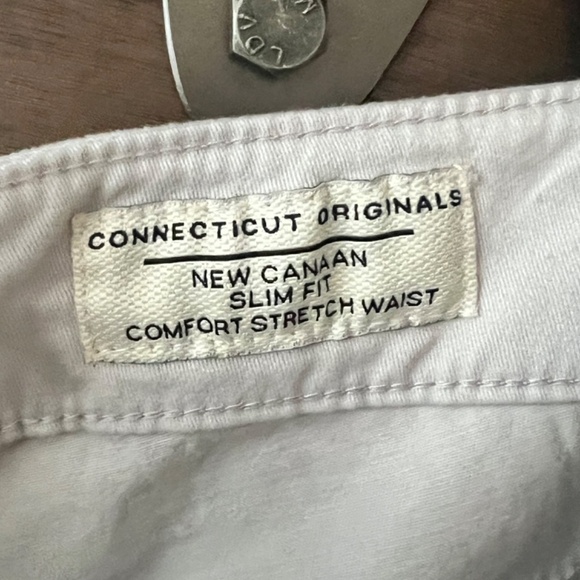 CONNECTICUT ORIGINALS
NEW CANAAN
SLIM FIT
COMFORT STRETCH WAIST